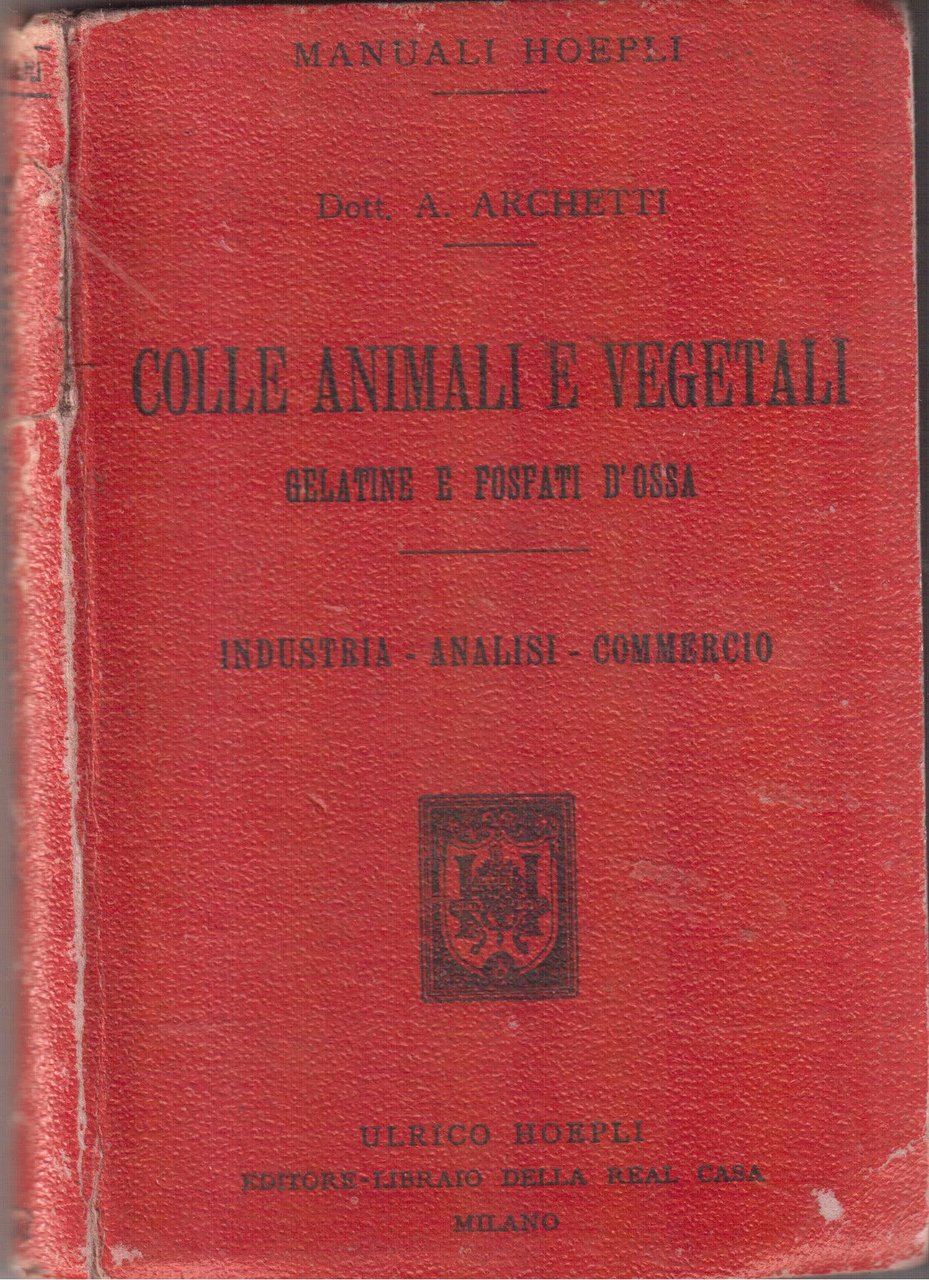 MANUALI HOEPLI
Dott. A. ARCHETTI
COLLE ANIMALI E VEGETALI
GELATINE E FOSFATI D'OSSA
INDUSTRIA - ANALISI - COMMERCIO
ULRICO HOEPLI
EDITORE-LIBRAIO DELLA REAL CASA
MILANO